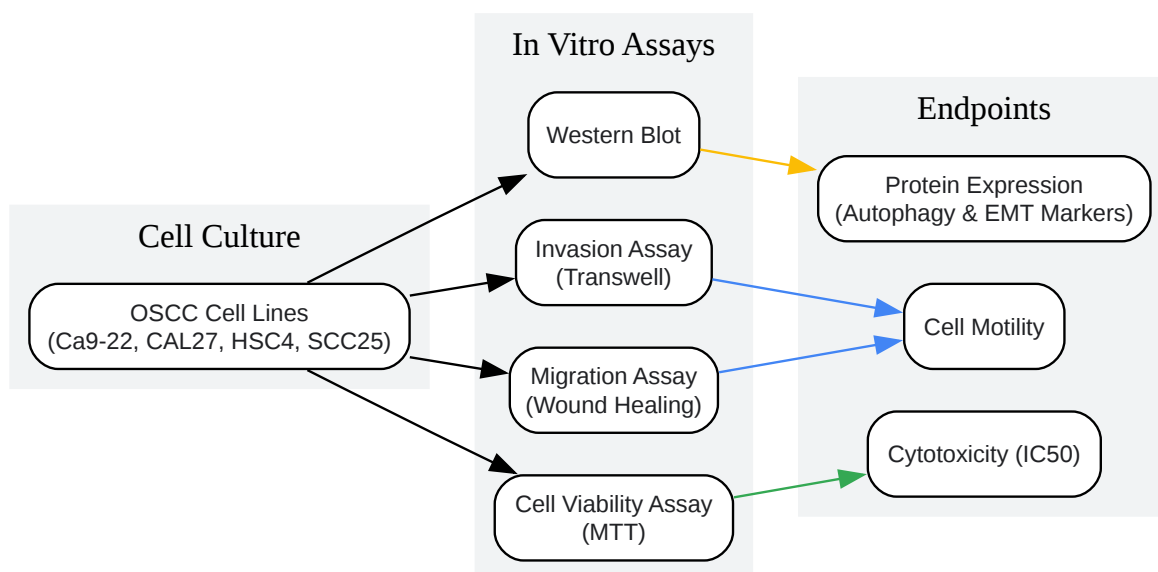 Cell Culture
OSCC Cell Lines
(Ca9-22, CAL27, HSC4, SCC25)
In Vitro Assays
Western Blot
Invasion Assay
(Transwell)
Migration Assay
(Wound Healing)
Cell Viability Assay
(MTT)
Endpoints
Protein Expression
(Autophagy & EMT Markers)
Cell Motility
Cytotoxicity (IC50)